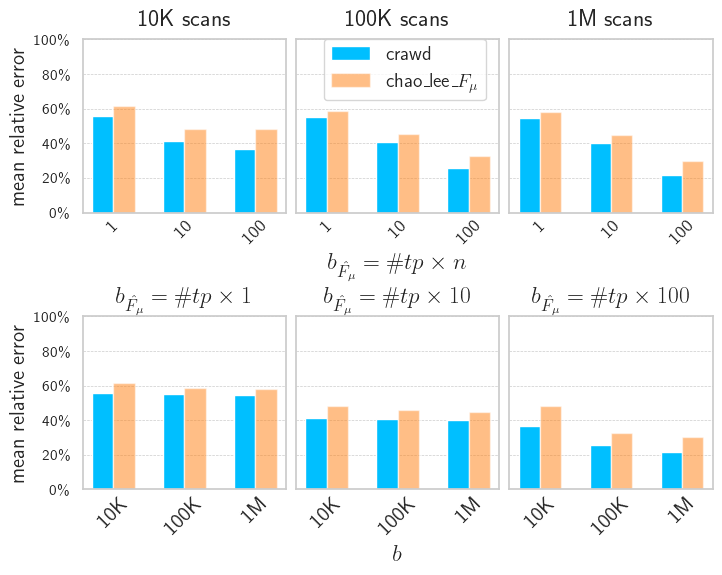 10K scans 100K scans 1M scans
100%
80%
60%
40%
20%
0%
mean relative error
crawd
chao_lee_$F_\mu$
1 10 100 1 10 100 1 10 100
$b_{\hat{F}_\mu} = \#tp \times n$
$b_{\hat{F}_\mu} = \#tp \times 1$ $b_{\hat{F}_\mu} = \#tp \times 10$ $b_{\hat{F}_\mu} = \#tp \times 100$
100%
80%
60%
40%
20%
0%
mean relative error
10K 100K 1M 10K 100K 1M 10K 100K 1M
$b$